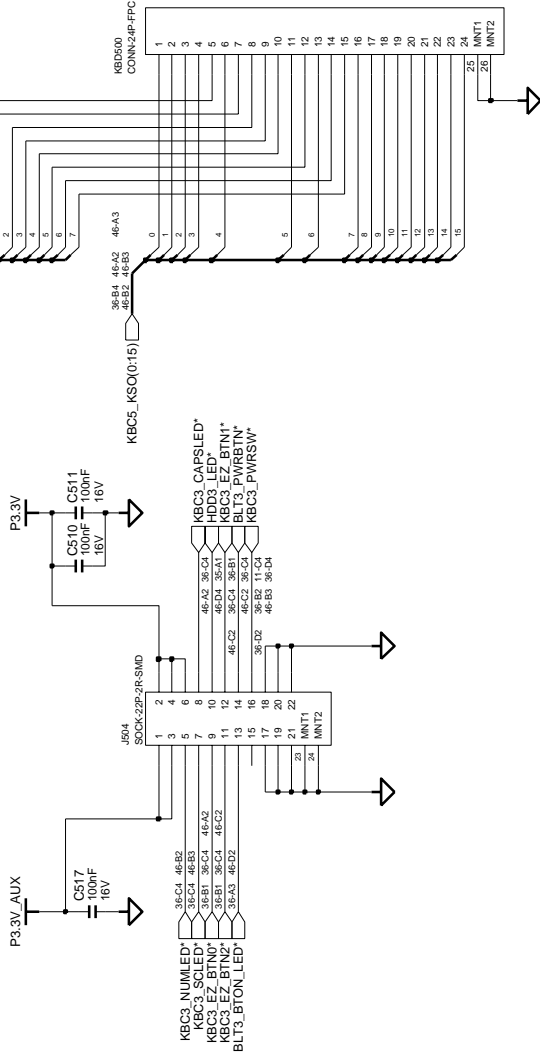 KBD500
CONN-24P-FPC
1
2
3
4
5
6
7
8
9
10
11
12
13
14
15
16
17
18
19
20
21
22
23
24
MNT1
MNT2
25
26
2
3
4
5
6
7
46-A3
0
1
2
3
4
5
6
7
8
9
10
11
12
13
14
15
36-B4 46-A2
46-B2 46-B3
KBC5_KSO(0:15)
P3.3V
C511
100nF
16V
C510
100nF
16V
KBC3_CAPSLED*
HDD3_LED*
KBC3_EZ_BTN1*
BLT3_PWRBTN*
KBC3_PWRSW*
46-A2 36-C4
46-D4 35-A1
46-C2 36-C4 36-B1
46-C2 36-C4
36-D2 36-B2 11-C4
46-B3 36-D4
J504
SOCK-22P-2R-SMD
1 2
3 4
5 6
7 8
9 10
11 12
13 14
15 16
17 18
19 20
21 22
MNT1
MNT2
23
24
P3.3V_AUX
C517
100nF
16V
36-C4 46-B2
36-C4 46-B3
36-B1 36-C4 46-A2
36-B1 36-C4 46-C2
36-A3 46-D2
KBC3_NUMLED*
KBC3_SCLED*
KBC3_EZ_BTN0*
KBC3_EZ_BTN2*
BLT3_BTON_LED*